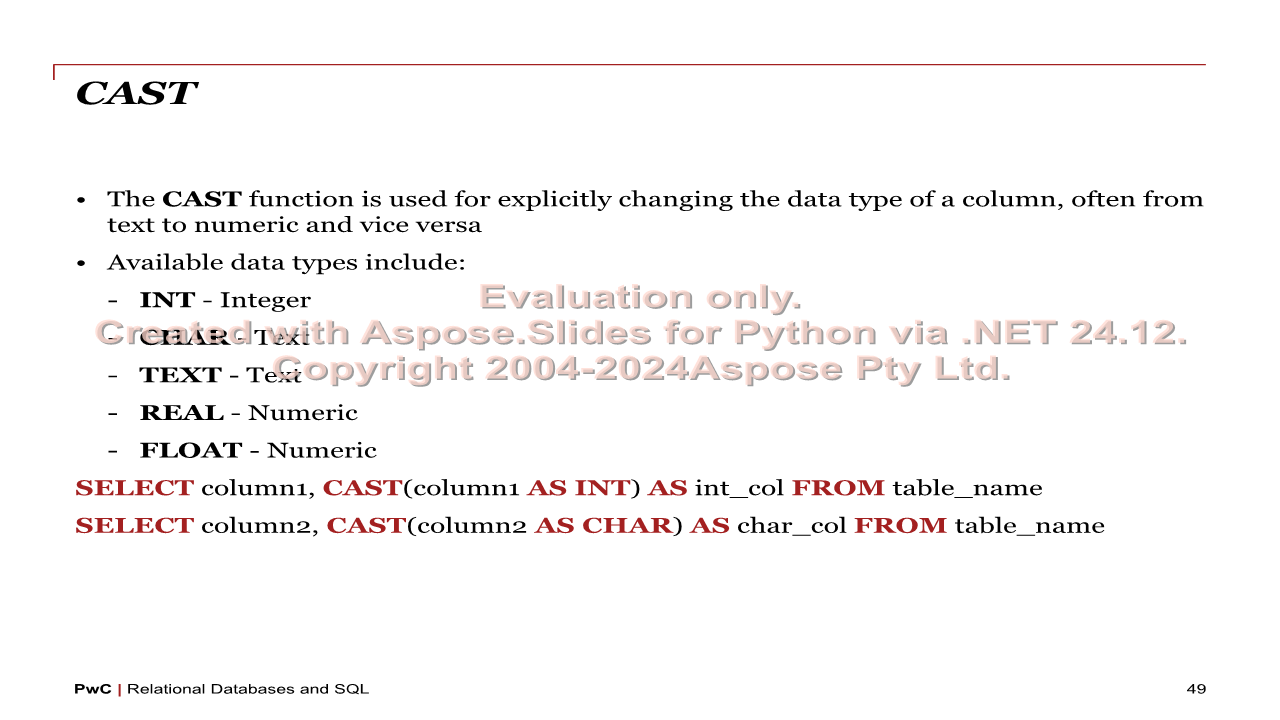 CAST
• The CAST function is used for explicitly changing the data type of a column, often from
text to numeric and vice versa
• Available data types include:
- INT - Integer
- CHAR - Text
- TEXT - Text
- REAL - Numeric
- FLOAT - Numeric
Evaluation only.
Created with Aspose.Slides for Python via .NET 24.12.
Copyright 2004-2024Aspose Pty Ltd.
SELECT column1, CAST(column1 AS INT) AS int_col FROM table_name
SELECT column2, CAST(column2 AS CHAR) AS char_col FROM table_name
PwC | Relational Databases and SQL
49